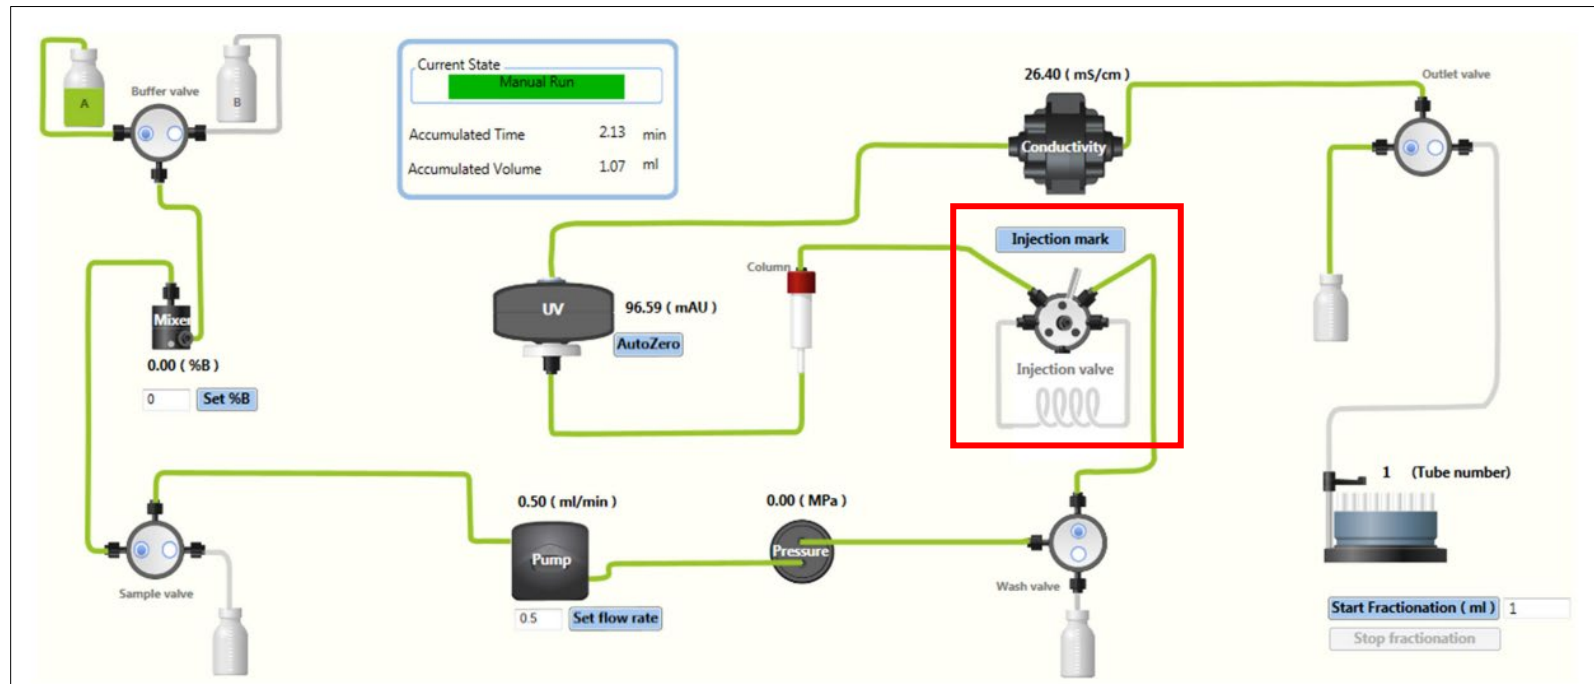 A
B
Buffer valve
Current State
Manual Run
Accumulated Time 2.13 min
Accumulated Volume 1.07 ml
26.40 ( mS/cm )
Conductivity
Outlet valve
Injection mark
Column
UV
96.59 ( mAU )
AutoZero
Mixer
0.00 ( %B )
0 Set %B
Injection valve
1 (Tube number)
0.50 ( ml/min )
0.00 ( MPa )
Pump
Pressure
Sample valve
Wash valve
0.5 Set flow rate
Start Fractionation ( ml ) 1
Stop fractionation